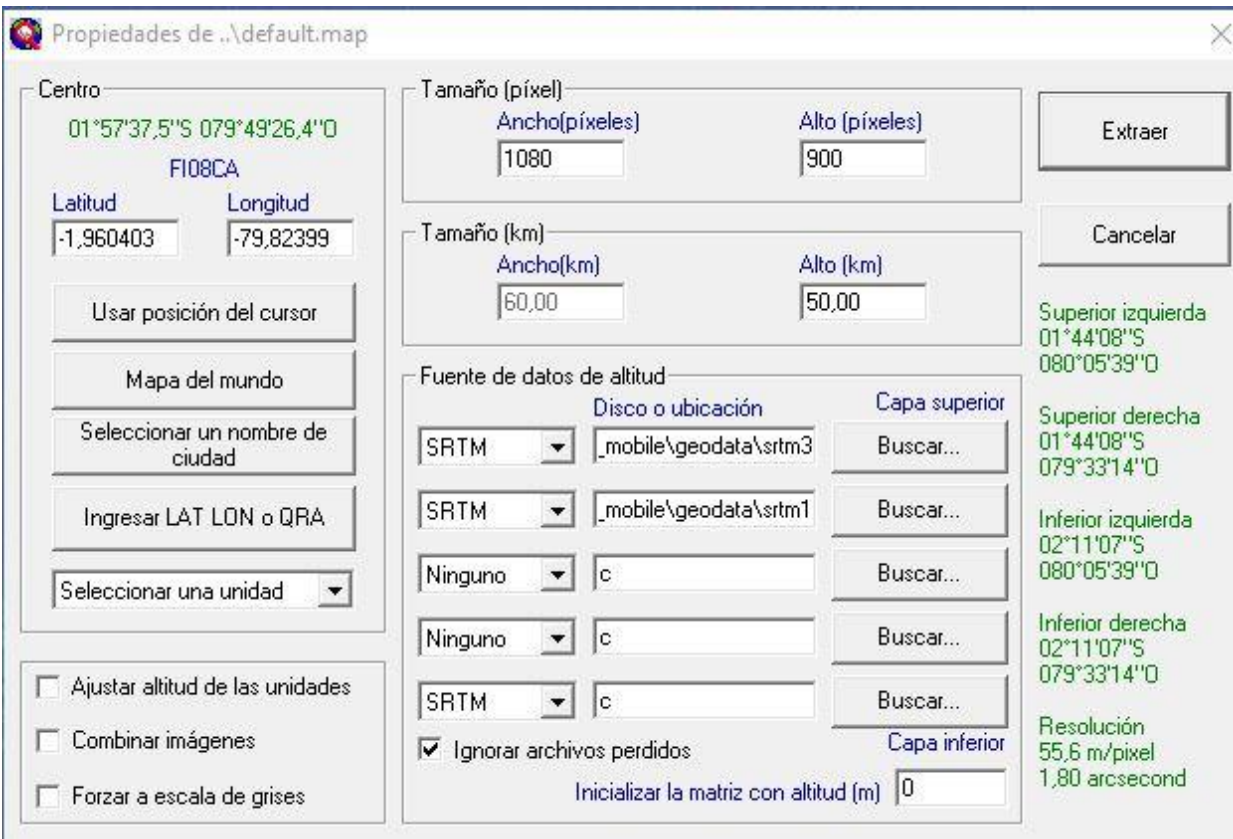 Propiedades de ..\default.map
Centro
01°57'37,5"S 079°49'26,4"O
FI08CA
Latitud Longitud
-1,960403 -79,82399
Usar posición del cursor
Mapa del mundo
Seleccionar un nombre de
ciudad
Ingresar LAT LON o QRA
Seleccionar una unidad
Ajustar altitud de las unidades
Combinar imágenes
Forzar a escala de grises
Tamaño (píxel)
Ancho(píxeles) Alto (píxeles)
1080 900
Tamaño (km)
Ancho(km) Alto (km)
60,00 50,00
Fuente de datos de altitud
Disco o ubicación Capa superior
SRTM _mobile\geodata\srtm3 Buscar...
SRTM _mobile\geodata\srtm1 Buscar...
Ninguno c Buscar...
Ninguno c Buscar...
SRTM c Buscar...
Ignorar archivos perdidos Capa inferior
Inicializar la matriz con altitud (m) 0
Extraer
Cancelar
Superior izquierda
01°44'08"S
080°05'39"O
Superior derecha
01°44'08"S
079°33'14"O
Inferior izquierda
02°11'07"S
080°05'39"O
Inferior derecha
02°11'07"S
079°33'14"O
Resolución
55,6 m/pixel
1,80 arcsecond